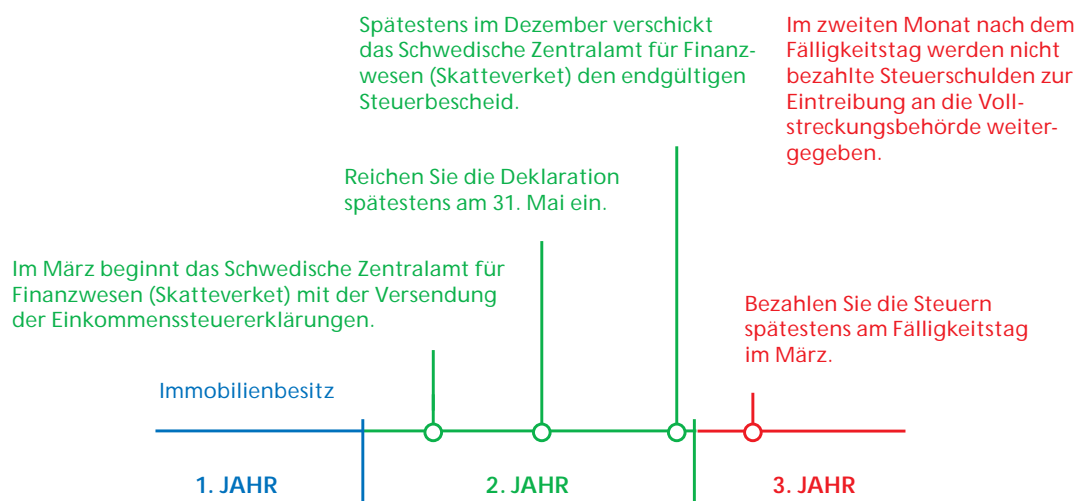 Spätestens im Dezember verschickt
das Schwedische Zentralamt für Finanz-
wesen (Skatteverket) den endgültigen
Steuerbescheid.
Im zweiten Monat nach dem
Fälligkeitstag werden nicht
bezahlte Steuerschulden zur
Eintreibung an die Voll-
streckungsbehörde weiter-
gegeben.
Reichen Sie die Deklaration
spätestens am 31. Mai ein.
Im März beginnt das Schwedische Zentralamt für
Finanzwesen (Skatteverket) mit der Versendung
der Einkommenssteuererklärungen.
Bezahlen Sie die Steuern
spätestens am Fälligkeitstag
im März.
Immobilienbesitz
1. JAHR
2. JAHR
3. JAHR